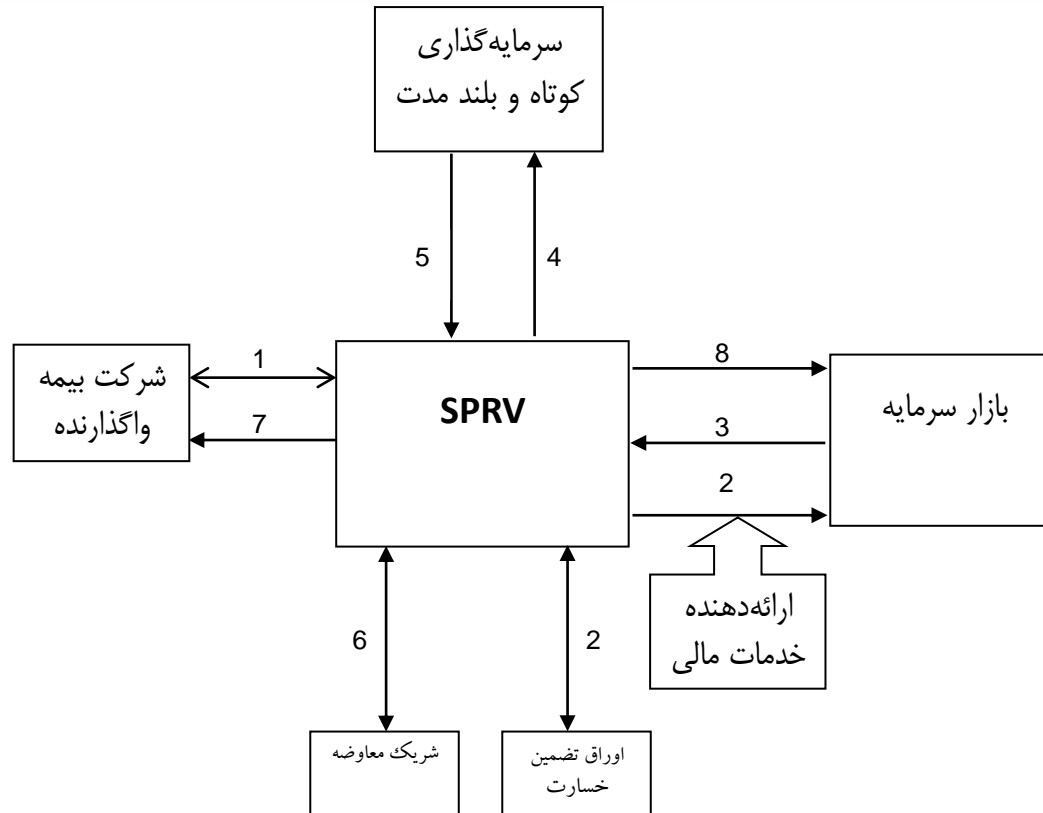 سرمایه‌گذاری
کوتاه و بلند مدت
5
4
شرکت بیمه
واگذارنده
1
7
SPRV
8
3
2
بازار سرمایه
ارائه‌دهنده
خدمات مالی
6
2
شریک معاوضه
اوراق تضمین
خسارت